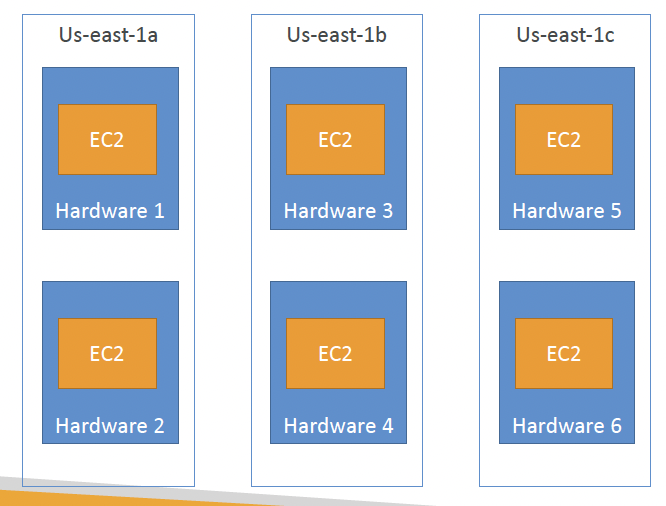 Us-east-1a
EC2
Hardware 1
EC2
Hardware 2
Us-east-1b
EC2
Hardware 3
EC2
Hardware 4
Us-east-1c
EC2
Hardware 5
EC2
Hardware 6